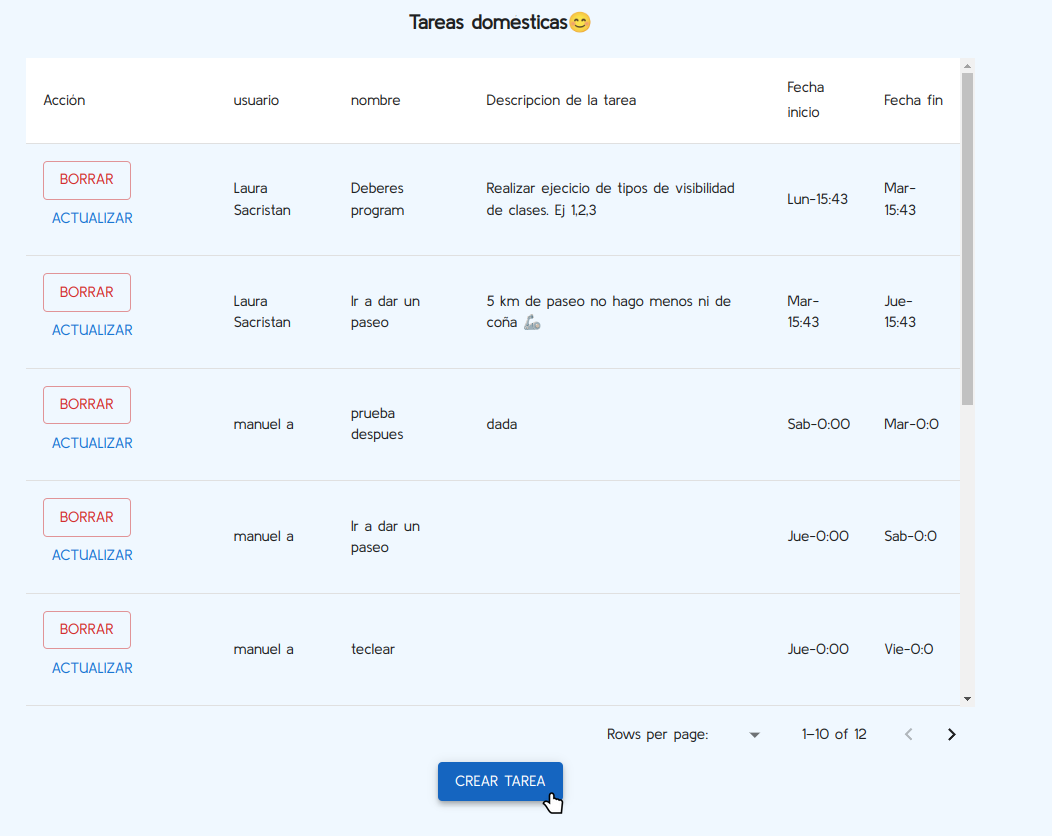 Tareas domesticas😊
Acción usuario nombre Descripcion de la tarea Fecha inicio Fecha fin
BORRAR
ACTUALIZAR
Laura Sacristan
Deberes program
Realizar ejecicio de tipos de visibilidad
de clases. Ej 1,2,3
Lun-15:43
Mar-15:43
BORRAR
ACTUALIZAR
Laura Sacristan
Ir a dar un paseo
5 km de paseo no hago menos ni de
coña 🦾
Mar-15:43
Jue-15:43
BORRAR
ACTUALIZAR
manuel a
prueba despues
dada
Sab-0:00
Mar-0:0
BORRAR
ACTUALIZAR
manuel a
Ir a dar un paseo
Jue-0:00
Sab-0:0
BORRAR
ACTUALIZAR
manuel a
teclear
Jue-0:00
Vie-0:0
Rows per page: 1–10 of 12
CREAR TAREA